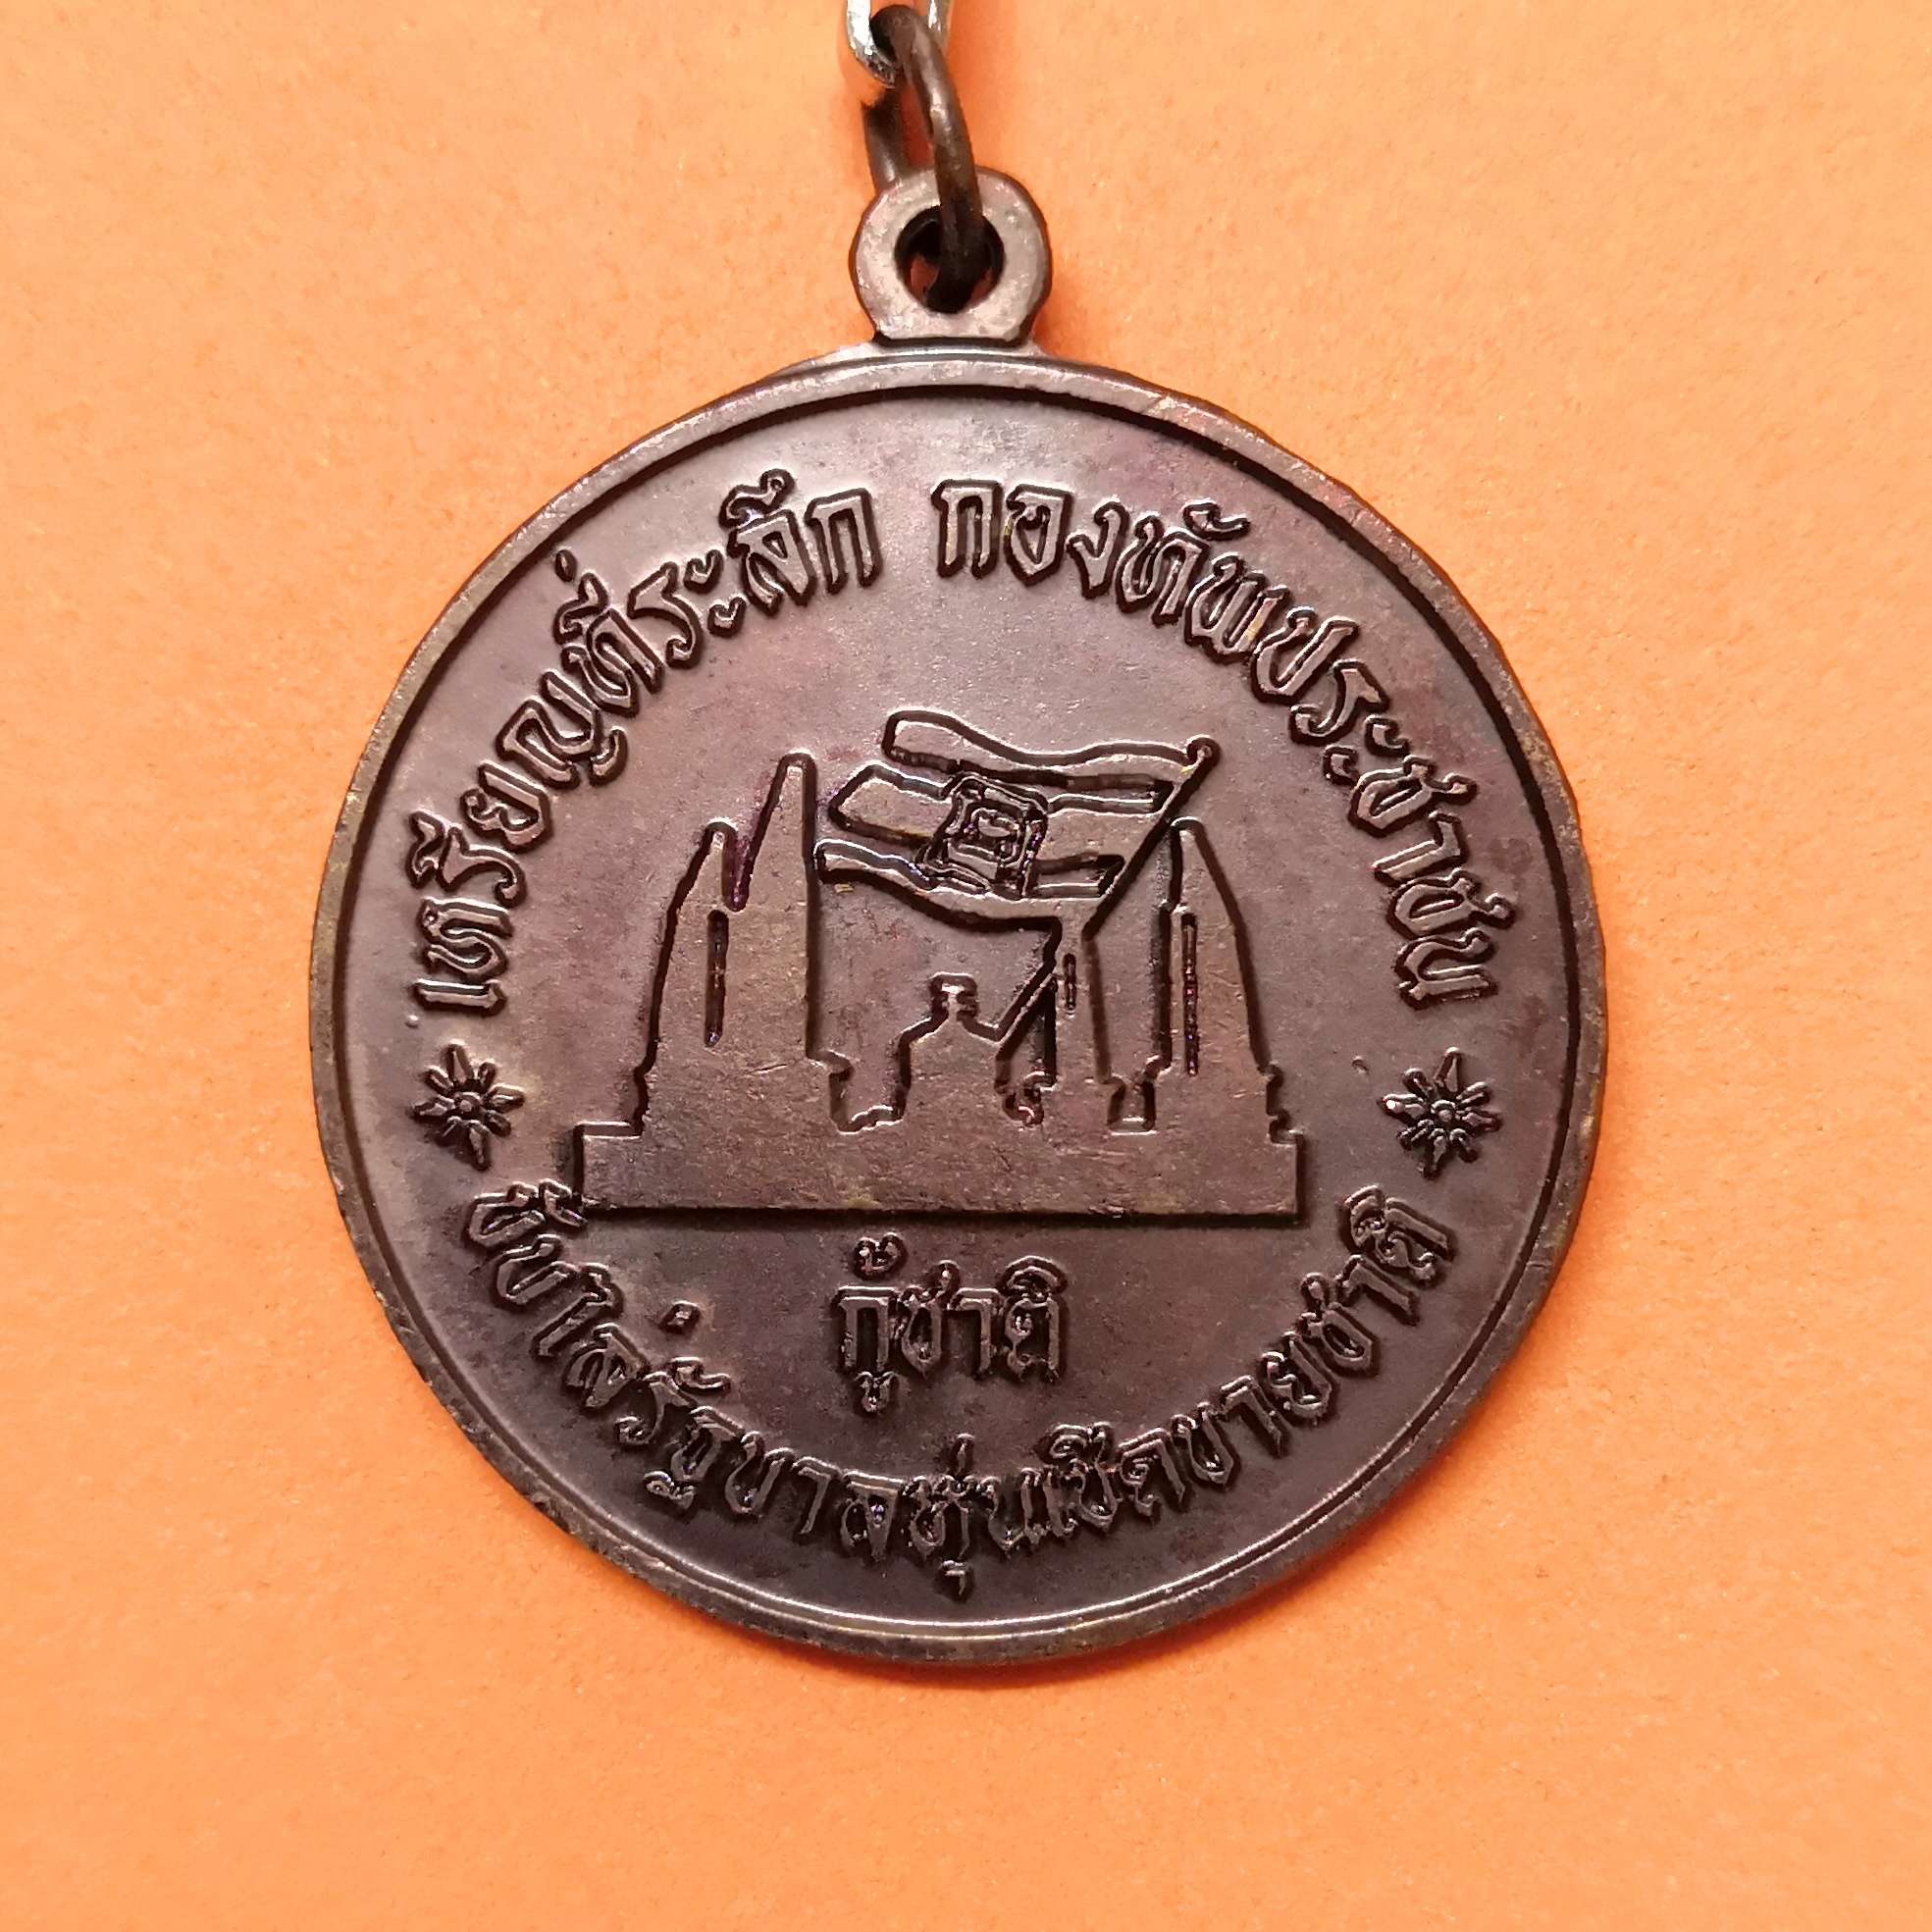 เหรียญที่ระลึก กองทัพประชาชน
กู้ชาติ
ขับไล่รัฐบาลหุ่นเชิดขายชาติ